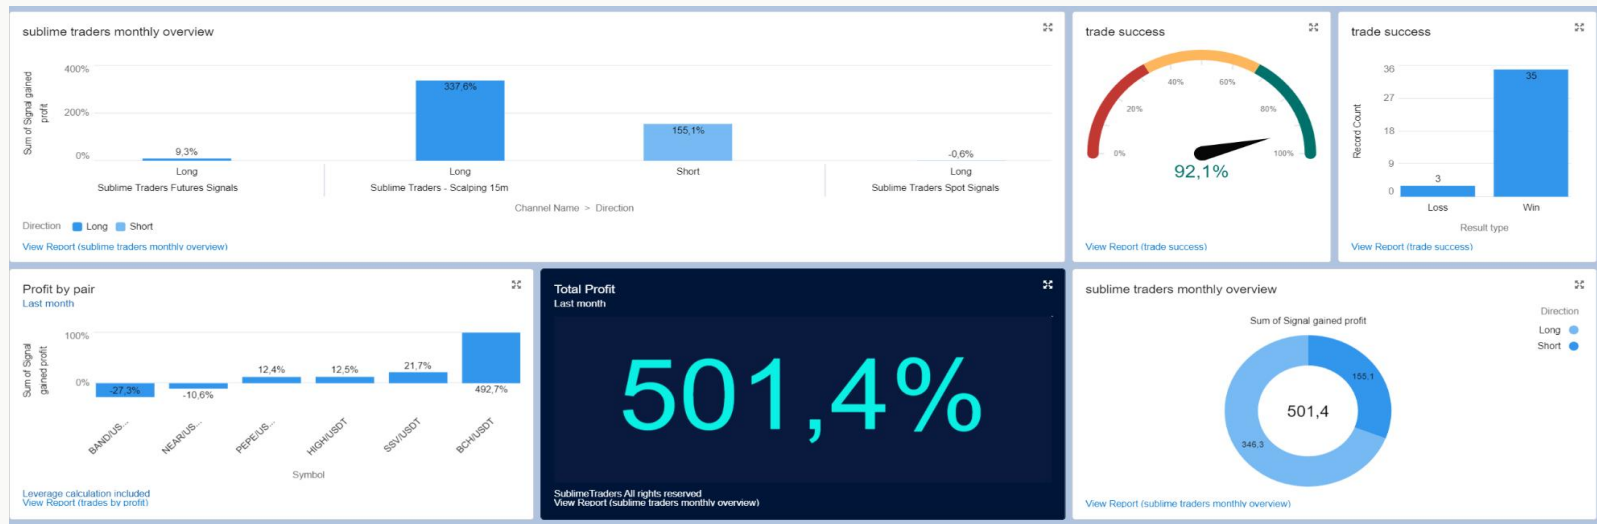 sublime traders monthly overview
Sum of Signal gained
profit
400%
200%
0%
9,3%
337,6%
155,1%
-0,6%
Long
Long
Short
Long
Sublime Traders Futures Signals
Sublime Traders - Scalping 15m
Sublime Traders Spot Signals
Channel Name > Direction
Direction Long Short
View Report (sublime traders monthly overview)
trade success
0%
20%
40%
60%
80%
100%
92,1%
View Report (trade success)
trade success
Record Count
36
27
18
9
0
3
35
Loss
Win
Result type
View Report (trade success)
Profit by pair
Last month
Sum of Signal
gained profit
100%
0%
-27,3%
-10,6%
12,4%
12,5%
21,7%
492,7%
BAND/US...
NEAR/US...
PEPE/US...
HIGH/USDT
SSV/USDT
BCH/USDT
Symbol
Leverage calculation included
View Report (trades by profit)
Total Profit
Last month
501,4%
SublimeTraders All rights reserved
View Report (sublime traders monthly overview)
sublime traders monthly overview
Sum of Signal gained profit
Direction
Long
Short
155,1
346,3
501,4
View Report (sublime traders monthly overview)